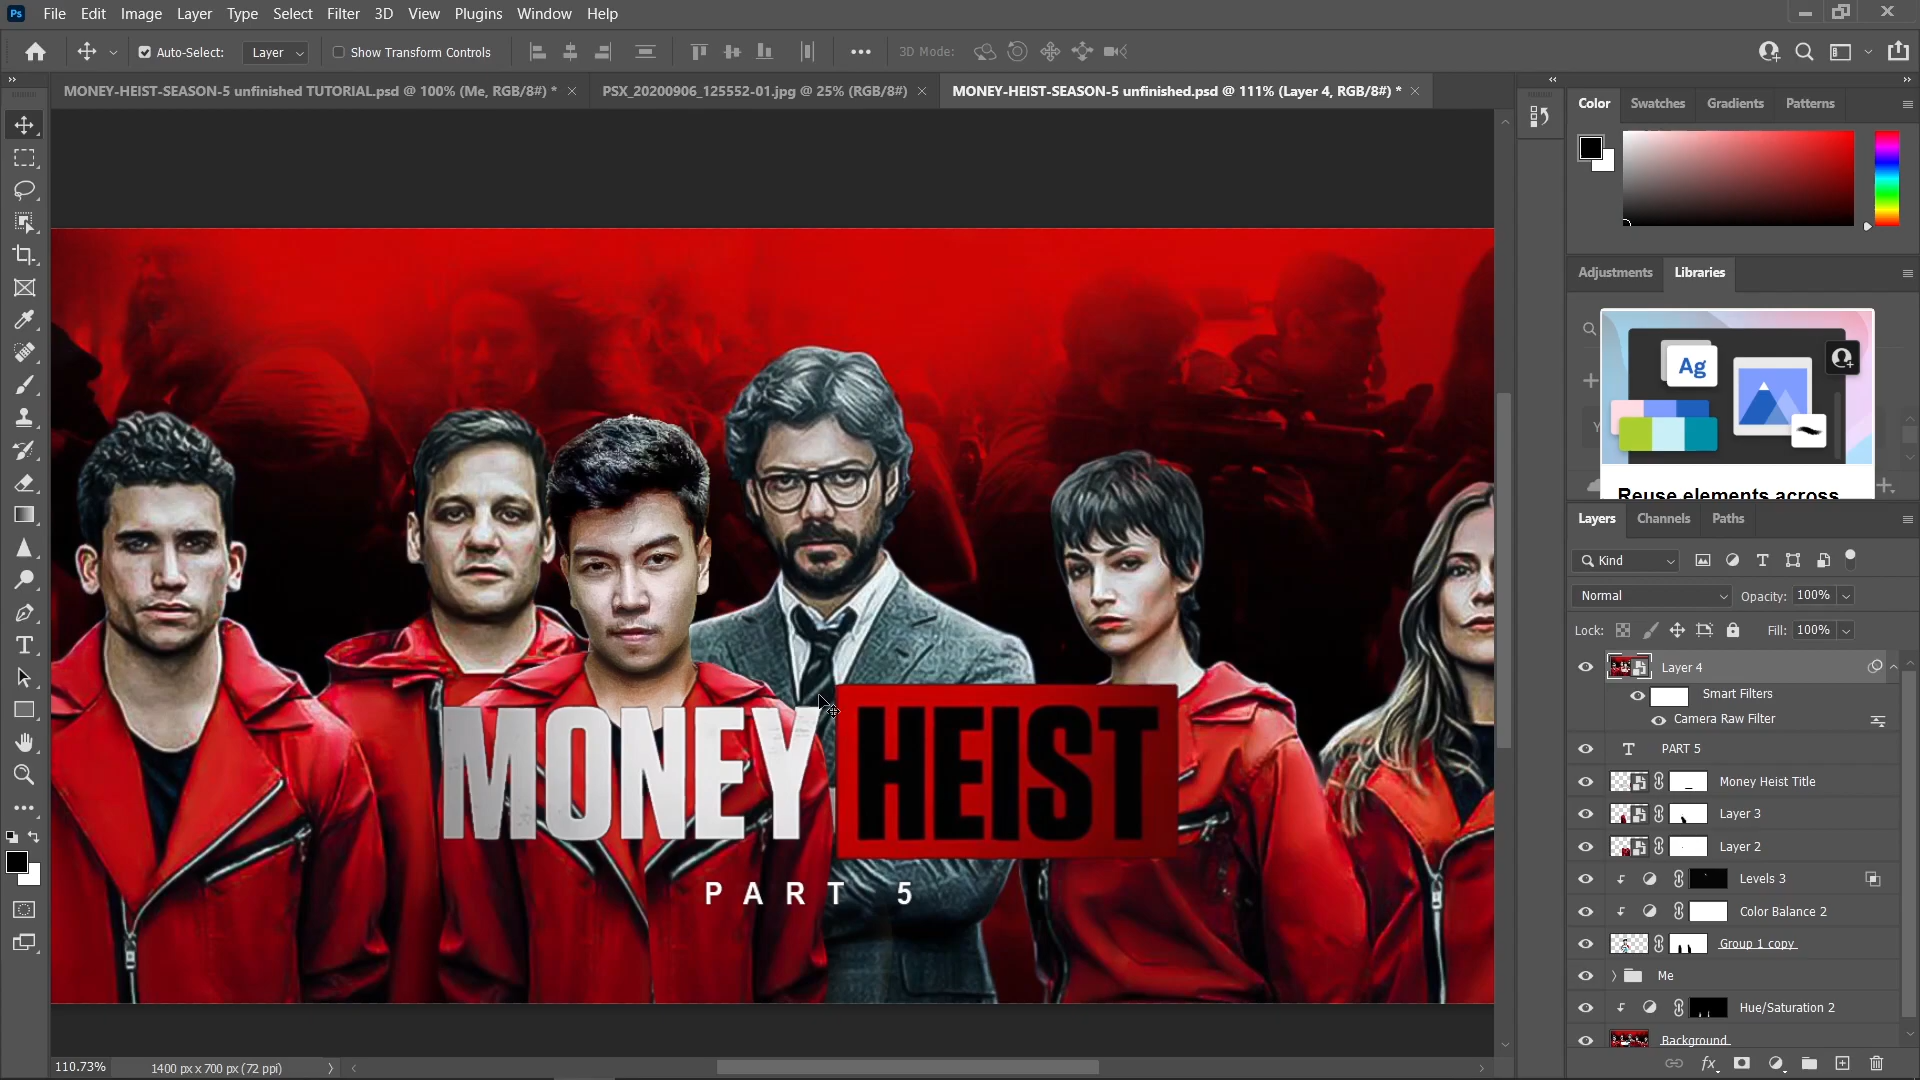 Ps File Edit Image Layer Type Select Filter 3D View Plugins Window Help
Auto-Select: Layer Show Transform Controls 3D Mode:
MONEY-HEIST-SEASON-5 unfinished TUTORIAL.psd @ 100% (Me, RGB/8#) * PSX_20200906_125552-01.jpg @ 25% (RGB/8#) MONEY-HEIST-SEASON-5 unfinished.psd @ 111% (Layer 4, RGB/8#) *
Color Swatches Gradients Patterns
Adjustments Libraries
Ag
Reuse elements across
Layers Channels Paths
Kind
Normal Opacity: 100%
Lock: Fill: 100%
Layer 4
Smart Filters
Camera Raw Filter
PART 5
Money Heist Title
Layer 3
Layer 2
Levels 3
Color Balance 2
Group 1 copy
Me
Hue/Saturation 2
Background
MONEY HEIST
PART 5
110.73% 1400 px x 700 px (72 ppi)